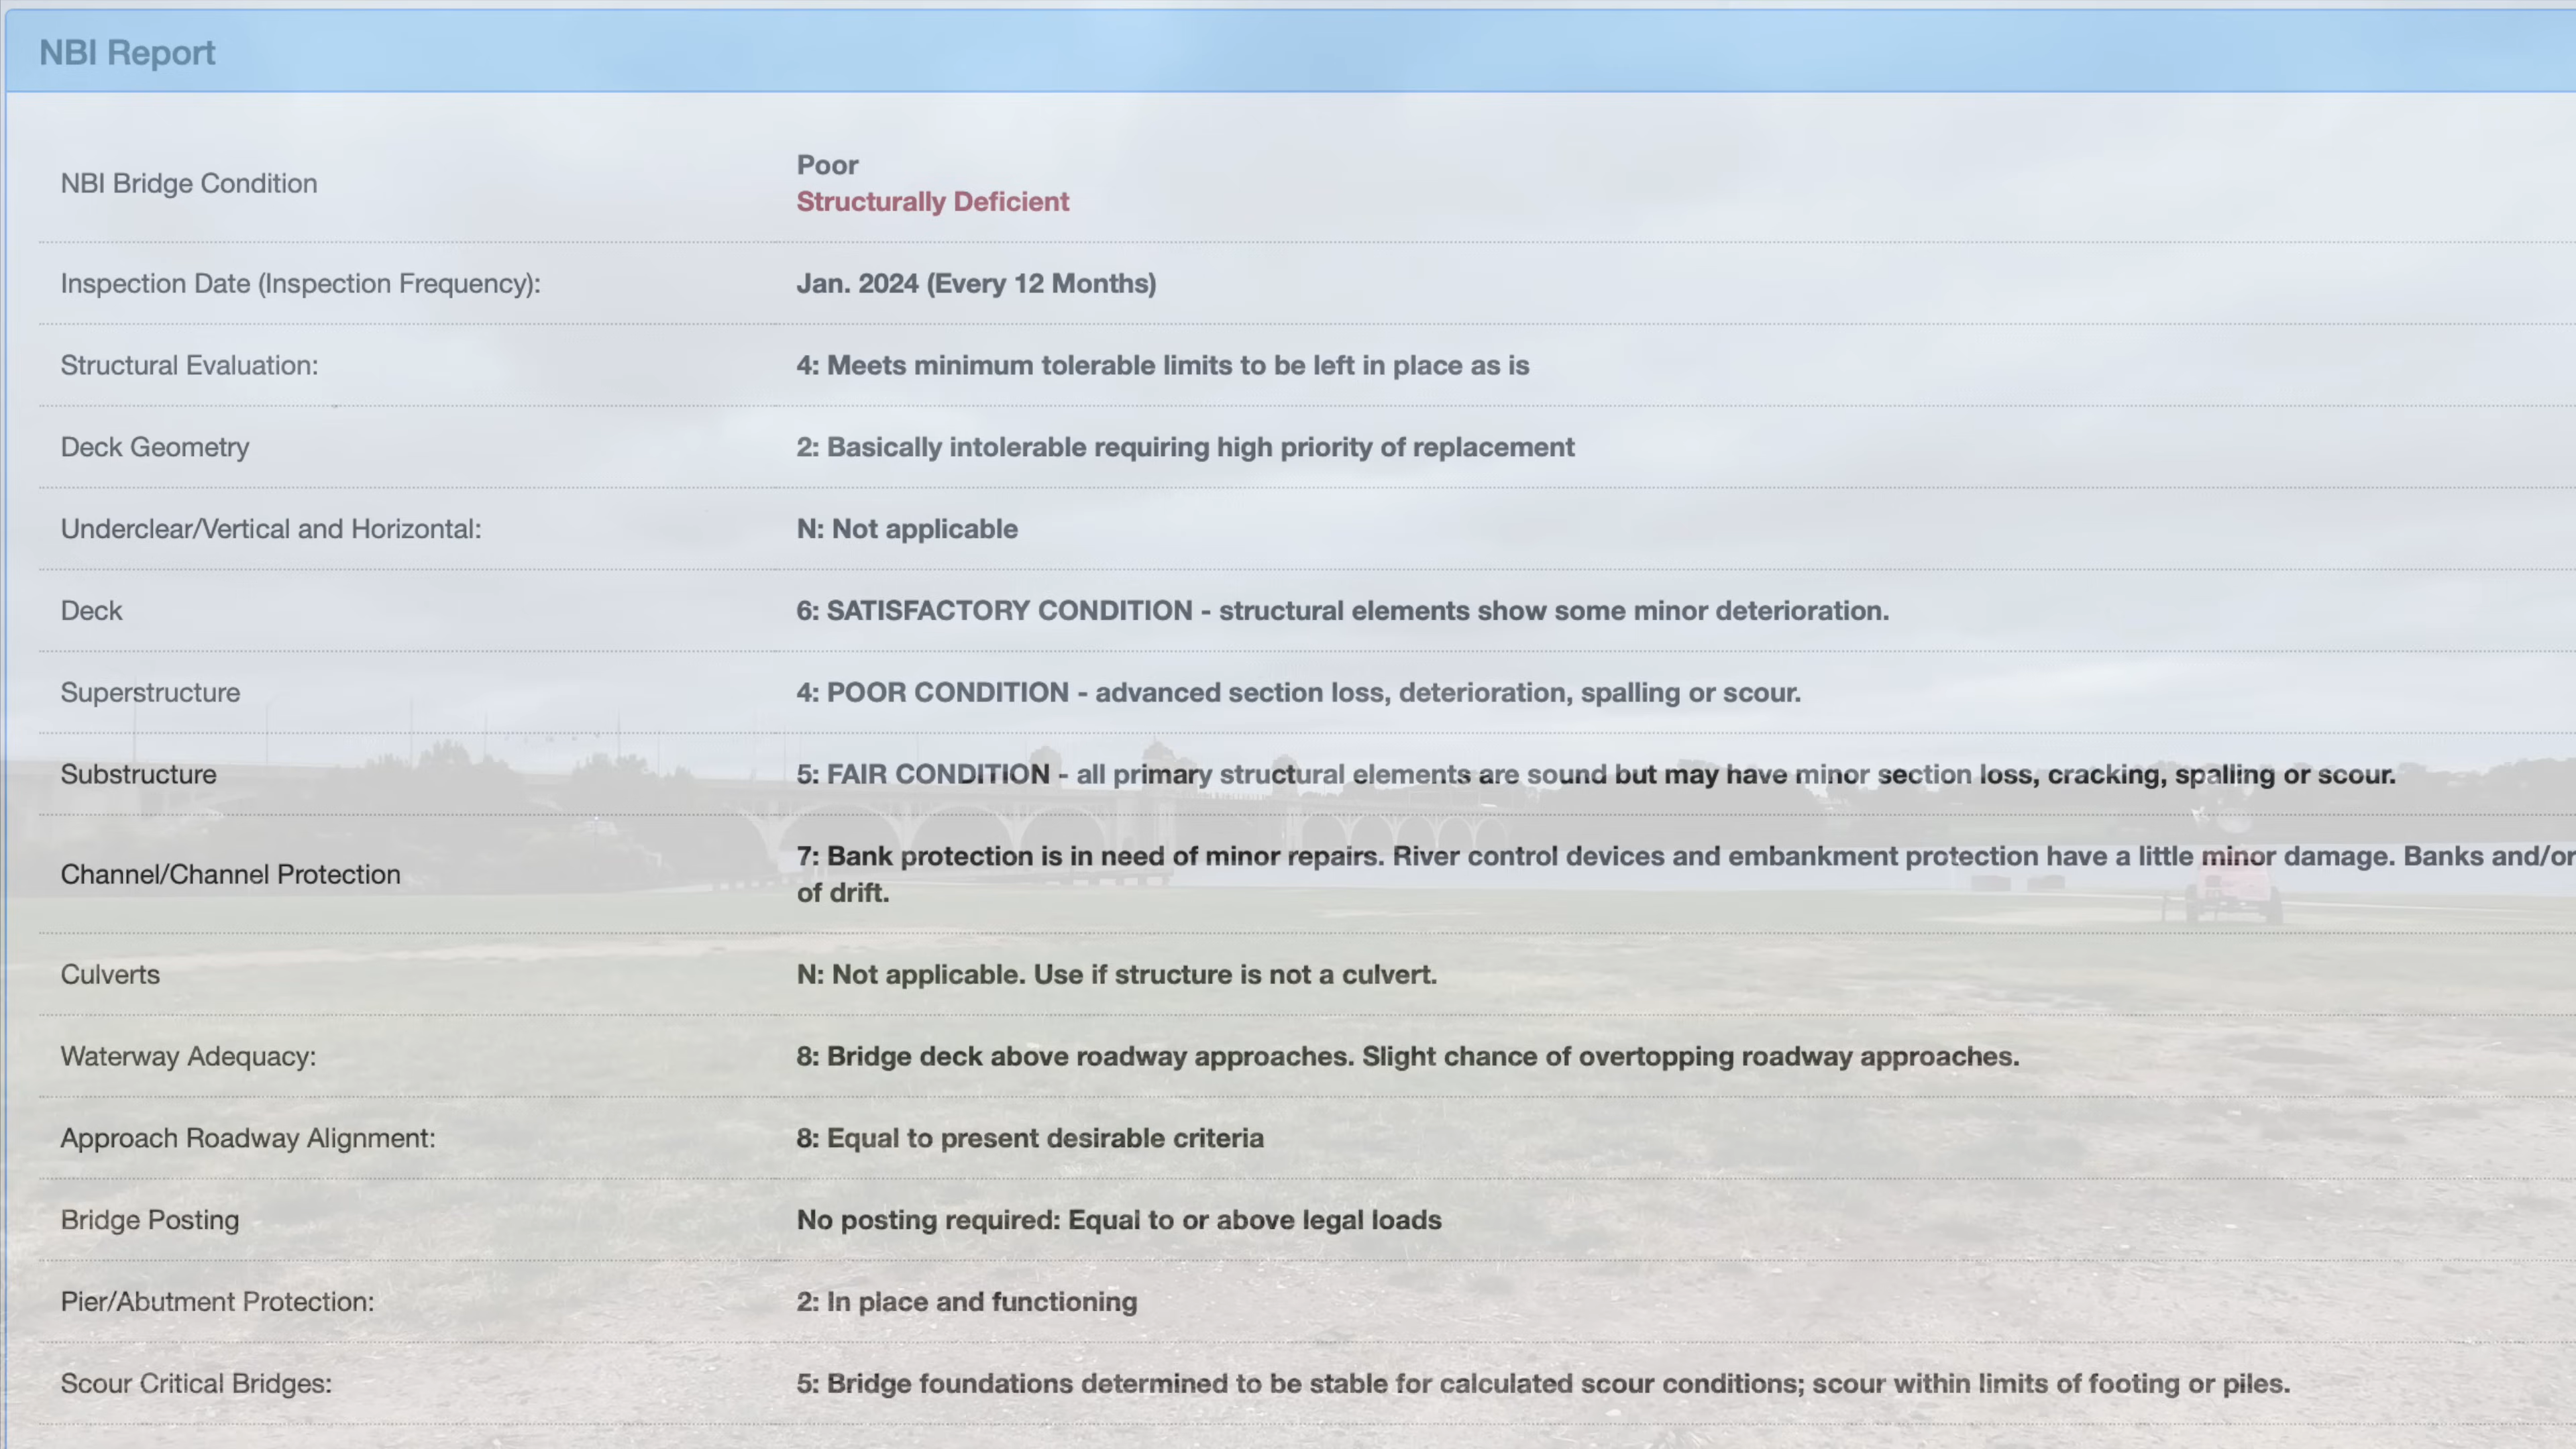 NBI Report
NBI Bridge Condition
Poor
Structurally Deficient
Inspection Date (Inspection Frequency):
Jan. 2024 (Every 12 Months)
Structural Evaluation:
4: Meets minimum tolerable limits to be left in place as is
Deck Geometry
2: Basically intolerable requiring high priority of replacement
Underclear/Vertical and Horizontal:
N: Not applicable
Deck
6: SATISFACTORY CONDITION - structural elements show some minor deterioration.
Superstructure
4: POOR CONDITION - advanced section loss, deterioration, spalling or scour.
Substructure
5: FAIR CONDITION - all primary structural elements are sound but may have minor section loss, cracking, spalling or scour.
Channel/Channel Protection
7: Bank protection is in need of minor repairs. River control devices and embankment protection have a little minor damage. Banks and/or
of drift.
Culverts
N: Not applicable. Use if structure is not a culvert.
Waterway Adequacy:
8: Bridge deck above roadway approaches. Slight chance of overtopping roadway approaches.
Approach Roadway Alignment:
8: Equal to present desirable criteria
Bridge Posting
No posting required: Equal to or above legal loads
Pier/Abutment Protection:
2: In place and functioning
Scour Critical Bridges:
5: Bridge foundations determined to be stable for calculated scour conditions; scour within limits of footing or piles.